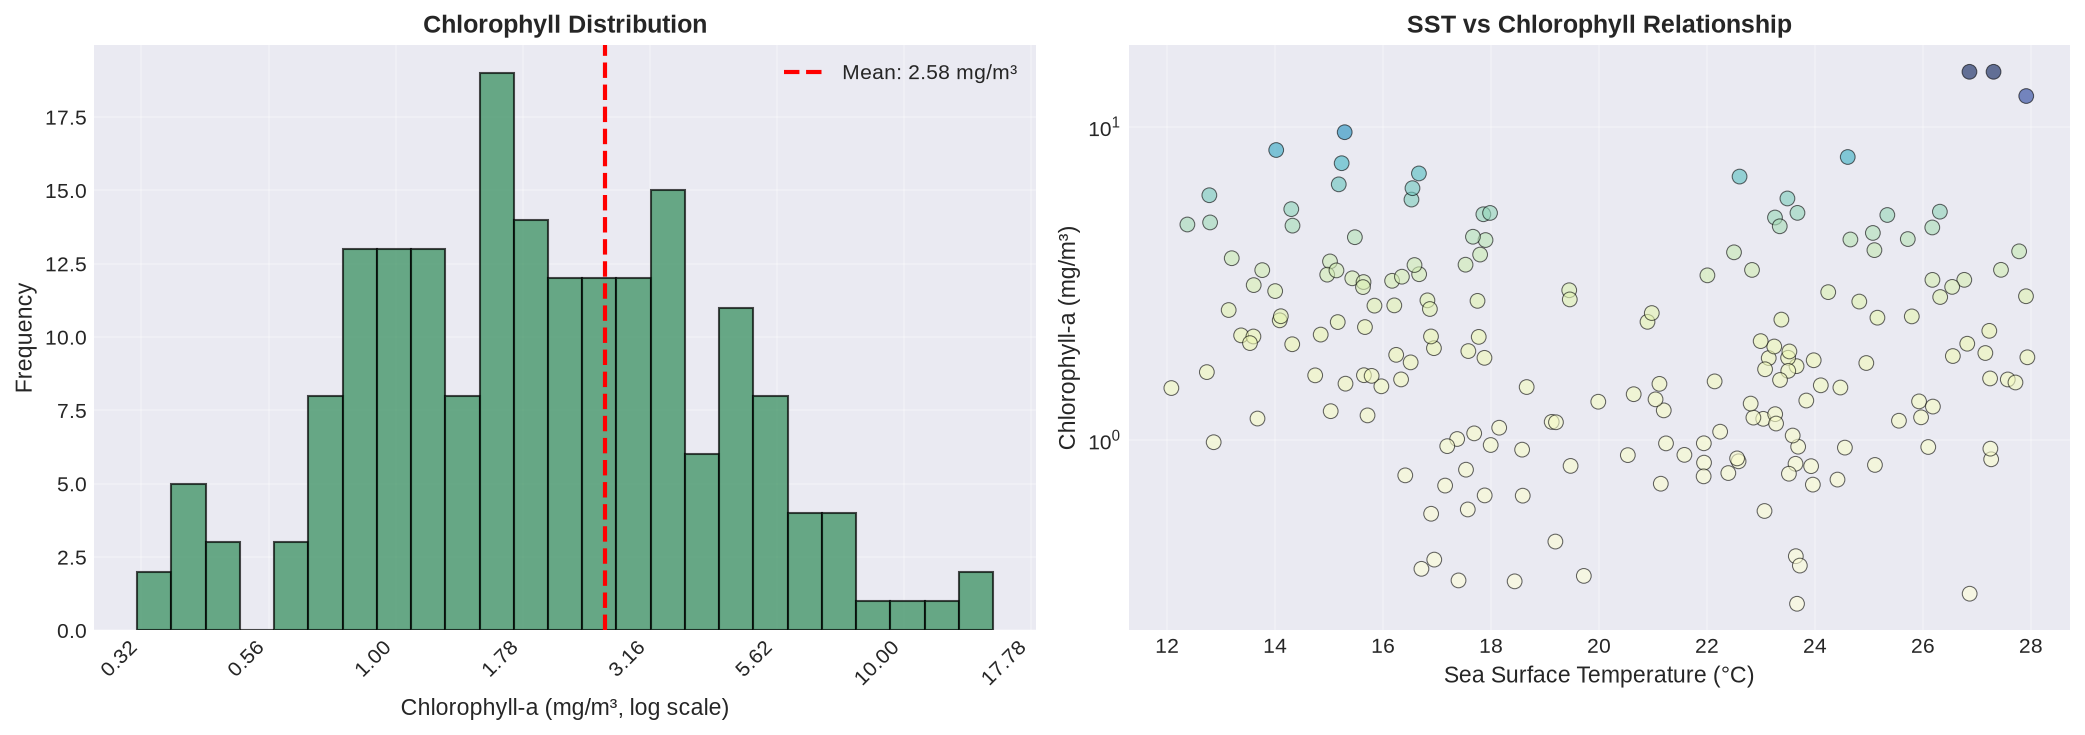 Chlorophyll Distribution
Mean: 2.58 mg/m³
17.5
15.0
12.5
10.0
7.5
5.0
2.5
0.0
Frequency
0.32 0.56 1.00 1.78 3.16 5.62 10.00 17.78
Chlorophyll-a (mg/m³, log scale)
SST vs Chlorophyll Relationship
10¹
10⁰
Chlorophyll-a (mg/m³)
12 14 16 18 20 22 24 26 28
Sea Surface Temperature (°C)